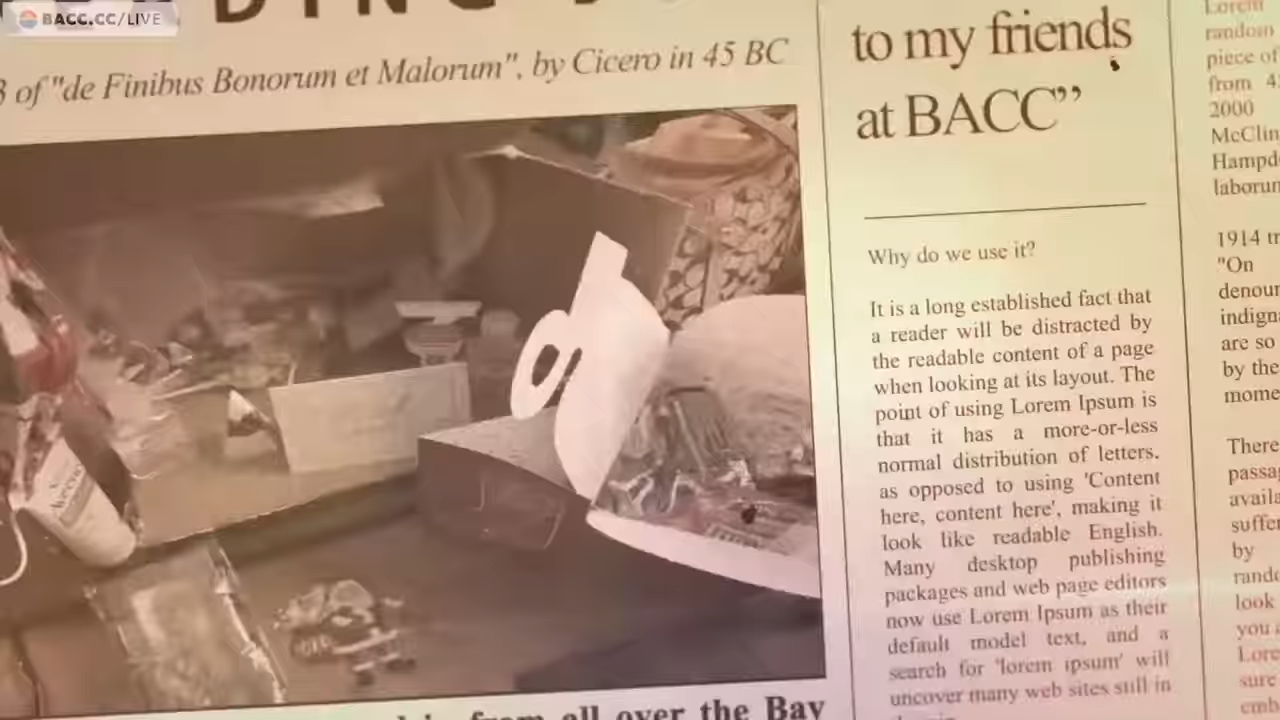 BACC.CC/LIVE
of "de Finibus Bonorum et Malorum", by Cicero in 45 BC
to my friends
at BACC”
Why do we use it?
It is a long established fact that
a reader will be distracted by
the readable content of a page
when looking at its layout. The
point of using Lorem Ipsum is
that it has a more-or-less
normal distribution of letters,
as opposed to using 'Content
here, content here', making it
look like readable English.
Many desktop publishing
packages and web page editors
now use Lorem Ipsum as their
default model text, and a
search for 'lorem ipsum' will
uncover many web sites still in
Lorem
random
piece of
from
2000
McClin
Hampd
laborum
1914
"On
denoun
indigna
are so
by the
mome
There
passa
availa
suffer
by
rando
look
you
Lore
sure
emb
from all over the Bay